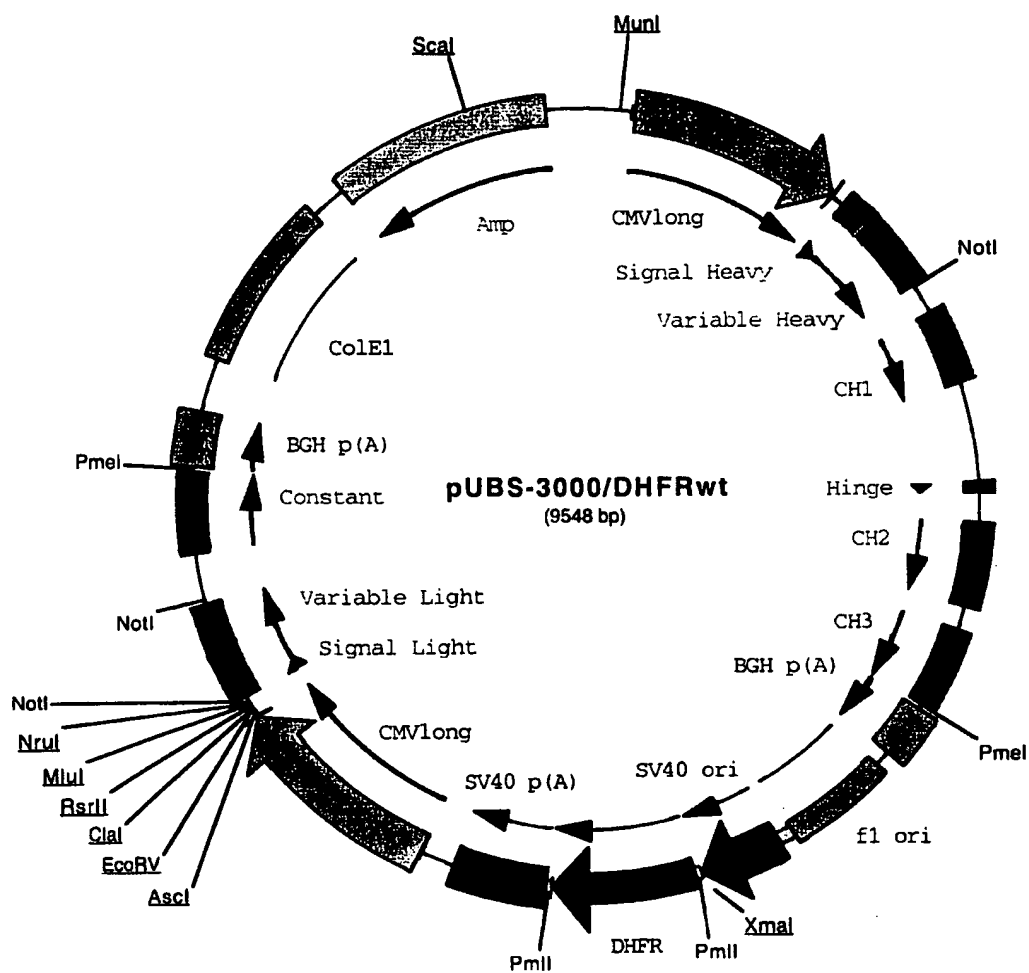 MunI
ScaI
Amp
CMVlong
NotI
Signal Heavy
Variable Heavy
ColE1
CH1
BGH p(A)
PmeI
pUBS-3000/DHFRwt
(9548 bp)
Constant
Hinge
CH2
Variable Light
NotI
CH3
Signal Light
BGH p(A)
NotI
NruI
CMVlong
PmeI
MluI
SV40 ori
SV40 p(A)
RsrII
ClaI
f1 ori
EcoRV
AscI
XmaI
DHFR
PmlI
PmlI